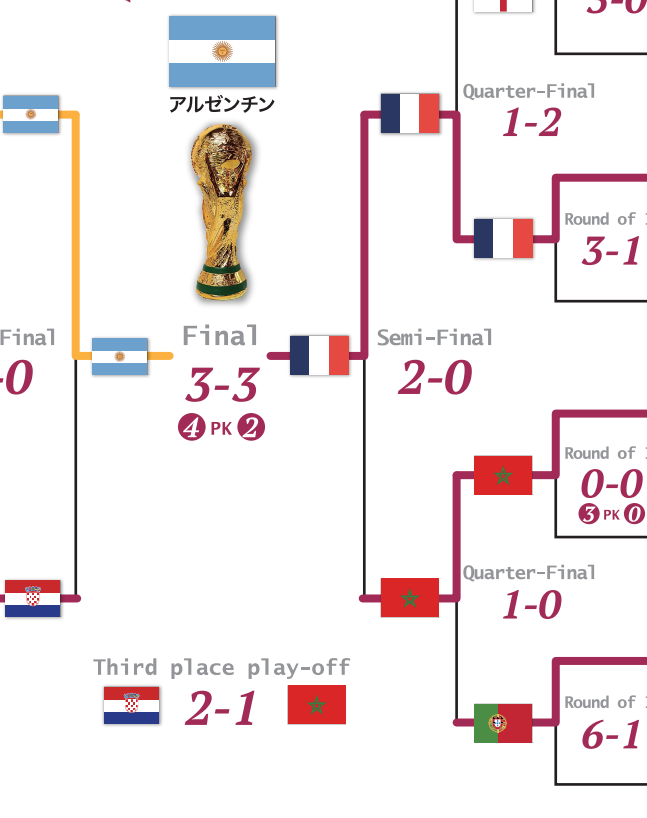 3-0
アルゼンチン
Quarter-Final
1-2
Round of
3-1
Final
-0
Final
3-3
4 PK 2
Semi-Final
2-0
Round of
0-0
3 PK 0
Quarter-Final
1-0
Third place play-off
2-1
Round of
6-1